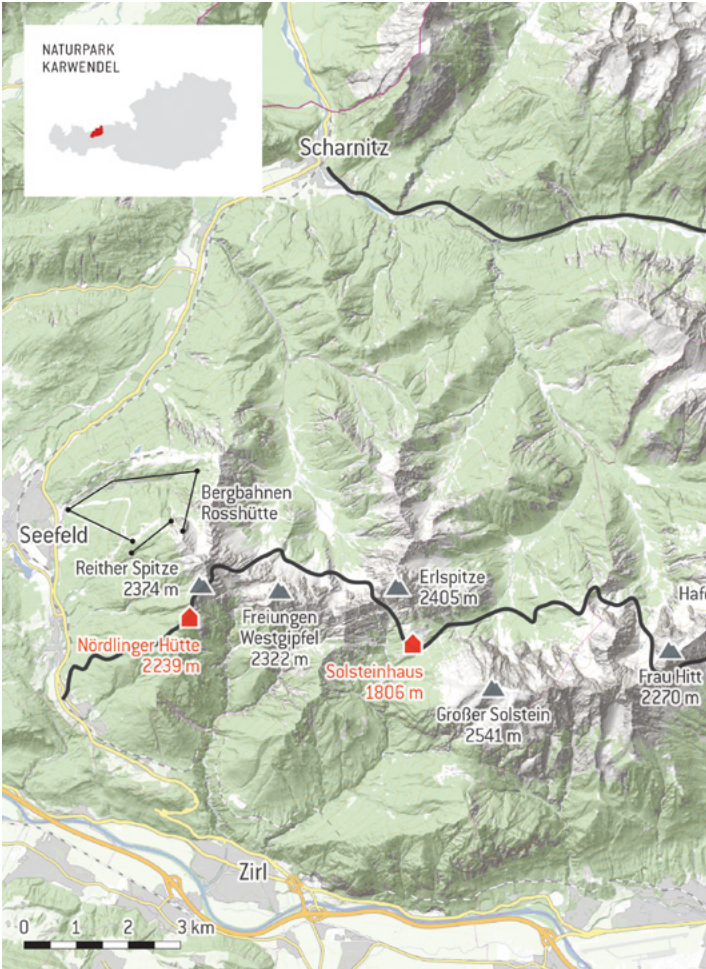 NATURPARK
KARWENDEL
Scharnitz
Bergbahnen
Rosshütte
Seefeld
Reither Spitze
2374 m
Erlspitze
2405 m
Freiungen
Westgipfel
2322 m
Nördlinger Hütte
2239 m
Solsteinhaus
1806 m
Großer Solstein
2541 m
Hafe
Frau Hitt
2270 m
Zirl
0 1 2 3 km